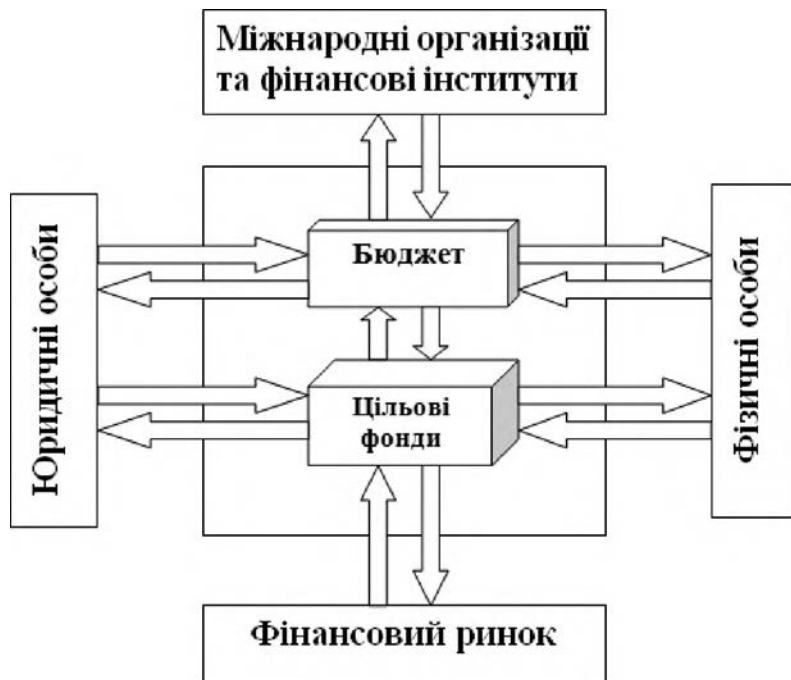 Міжнародні організації
та фінансові інститути
Юридичні особи
Бюджет
Цільові
фонди
Фізичні особи
Фінансовий ринок